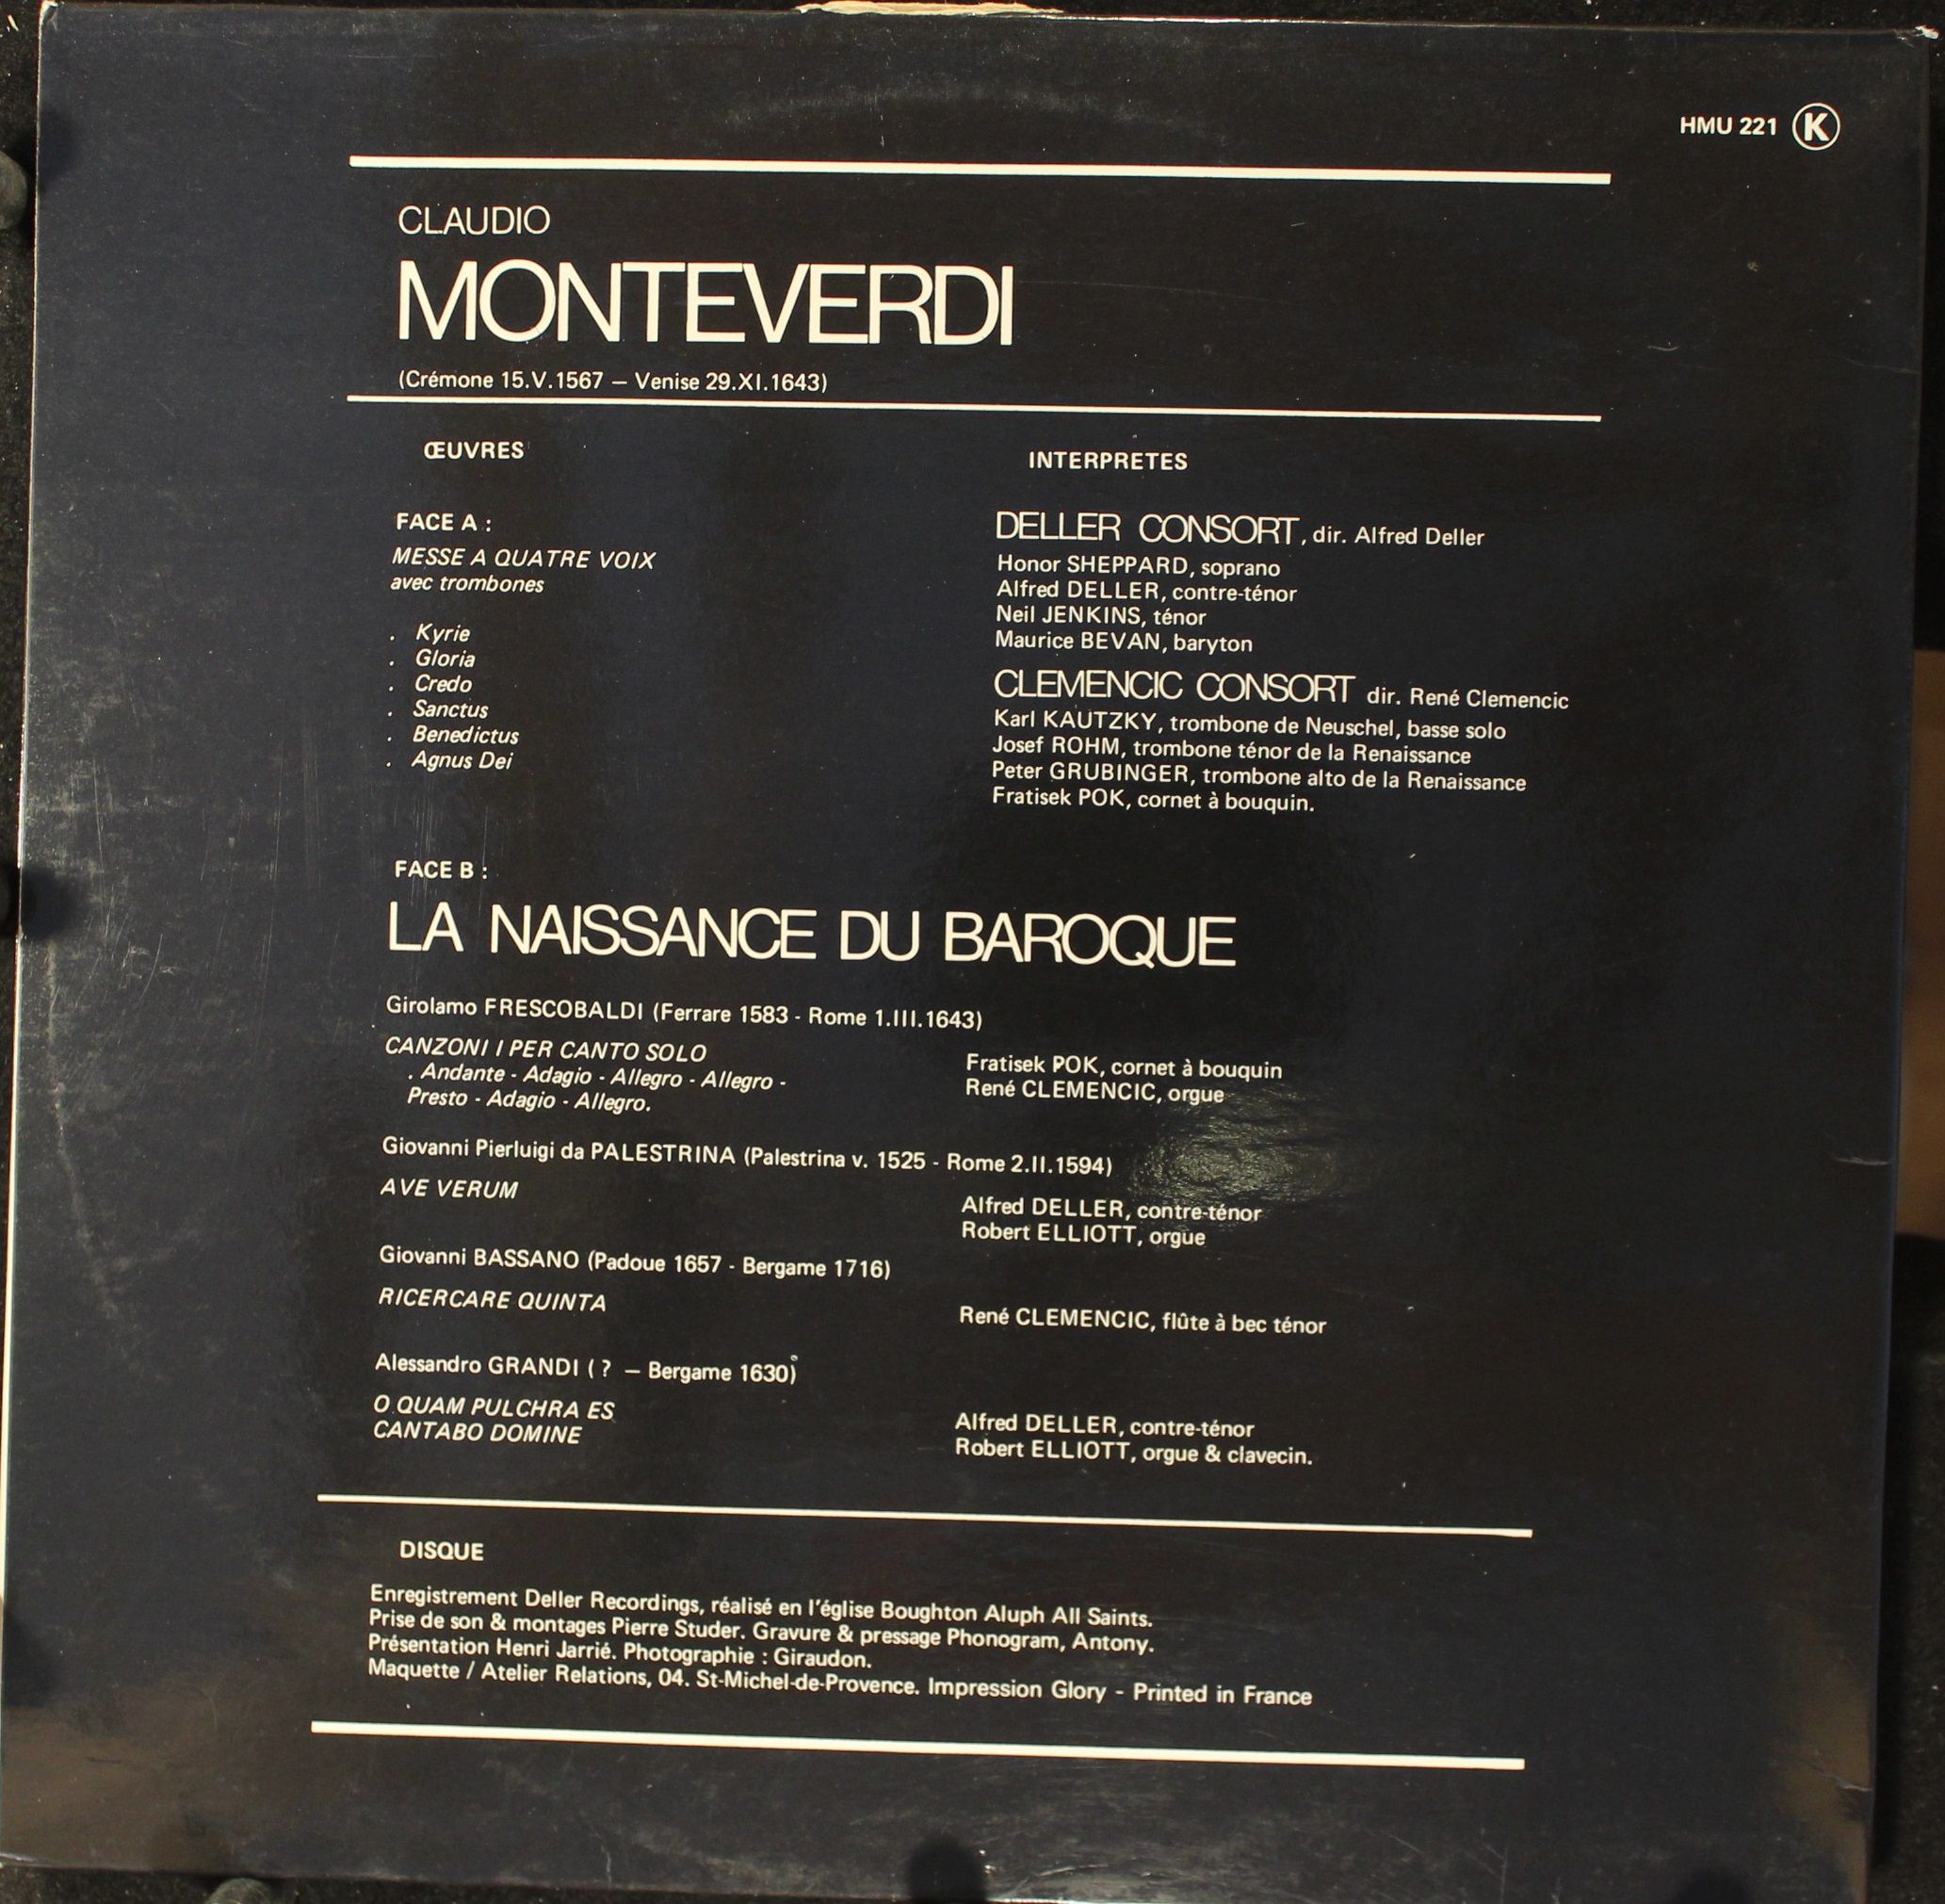 HMU 221 K
CLAUDIO
MONTEVERDI
(Crémone 15.V.1567 – Venise 29.XI.1643)
ŒUVRES
INTERPRETES
FACE A :
MESSE A QUATRE VOIX
avec trombones
. Kyrie
. Gloria
. Credo
. Sanctus
. Benedictus
. Agnus Dei
DELLER CONSORT, dir. Alfred Deller
Honor SHEPPARD, soprano
Alfred DELLER, contre-ténor
Neil JENKINS, ténor
Maurice BEVAN, baryton
CLEMENCIC CONSORT dir. René Clemencic
Karl KAUTZKY, trombone de Neuschel, basse solo
Josef ROHM, trombone ténor de la Renaissance
Peter GRUBINGER, trombone alto de la Renaissance
Fratisek POK, cornet à bouquin.
FACE B :
LA NAISSANCE DU BAROQUE
Girolamo FRESCOBALDI (Ferrare 1583 - Rome 1.III.1643)
CANZONI I PER CANTO SOLO
. Andante - Adagio - Allegro - Allegro -
Presto - Adagio - Allegro.
Fratisek POK, cornet à bouquin
René CLEMENCIC, orgue
Giovanni Pierluigi da PALESTRINA (Palestrina v. 1525 - Rome 2.II.1594)
AVE VERUM
Alfred DELLER, contre-ténor
Robert ELLIOTT, orgue
Giovanni BASSANO (Padoue 1657 - Bergame 1716)
RICERCARE QUINTA
René CLEMENCIC, flûte à bec ténor
Alessandro GRANDI ( ? – Bergame 1630)
O QUAM PULCHRA ES
CANTABO DOMINE
Alfred DELLER, contre-ténor
Robert ELLIOTT, orgue & clavecin.
DISQUE
Enregistrement Deller Recordings, réalisé en l'église Boughton Aluph All Saints.
Prise de son & montages Pierre Studer. Gravure & pressage Phonogram, Antony.
Présentation Henri Jarrié. Photographie : Giraudon.
Maquette / Atelier Relations, 04. St-Michel-de-Provence. Impression Glory - Printed in France